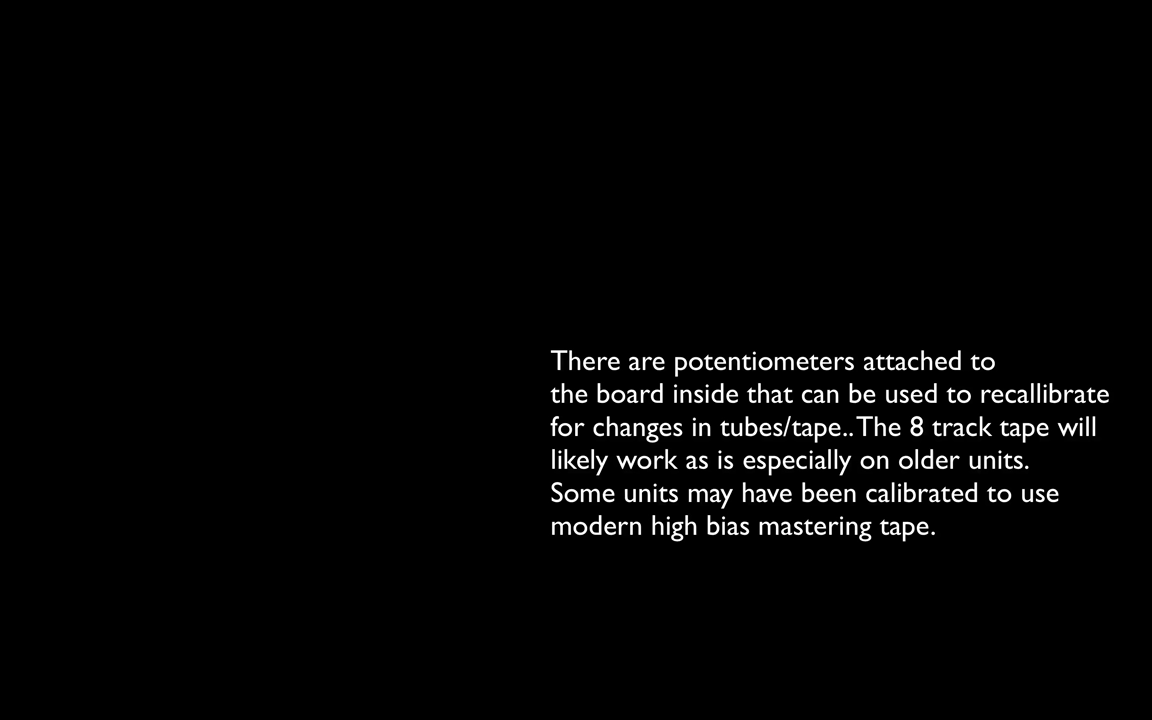 There are potentiometers attached to
the board inside that can be used to recallibrate
for changes in tubes/tape.. The 8 track tape will
likely work as is especially on older units.
Some units may have been calibrated to use
modern high bias mastering tape.